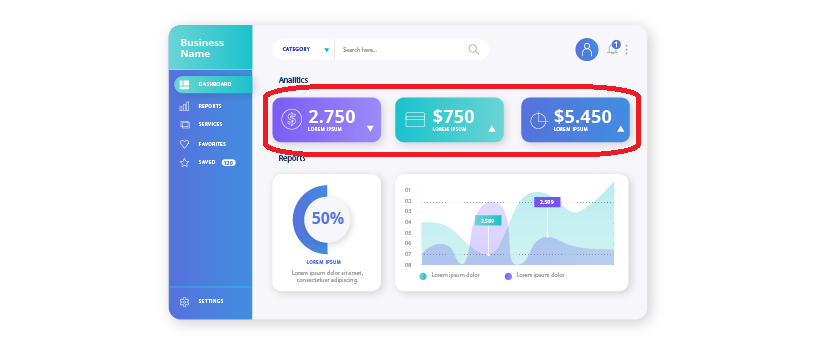 Business
Name
CATEGORY
Search here...
1
DASHBOARD
REPORTS
SERVICES
FAVORITES
SAVED 120
SETTINGS
Analitics
2.750
LOREM IPSUM
$750
LOREM IPSUM
$5.450
LOREM IPSUM
Reports
50%
LOREM IPSUM
Lorem ipsum dolor sit amet,
consectetuer adipiscing.
01
02
03
04
05
06
07
08
2.589
2.589
Lorem ipsum dolor
Lorem ipsum dolor